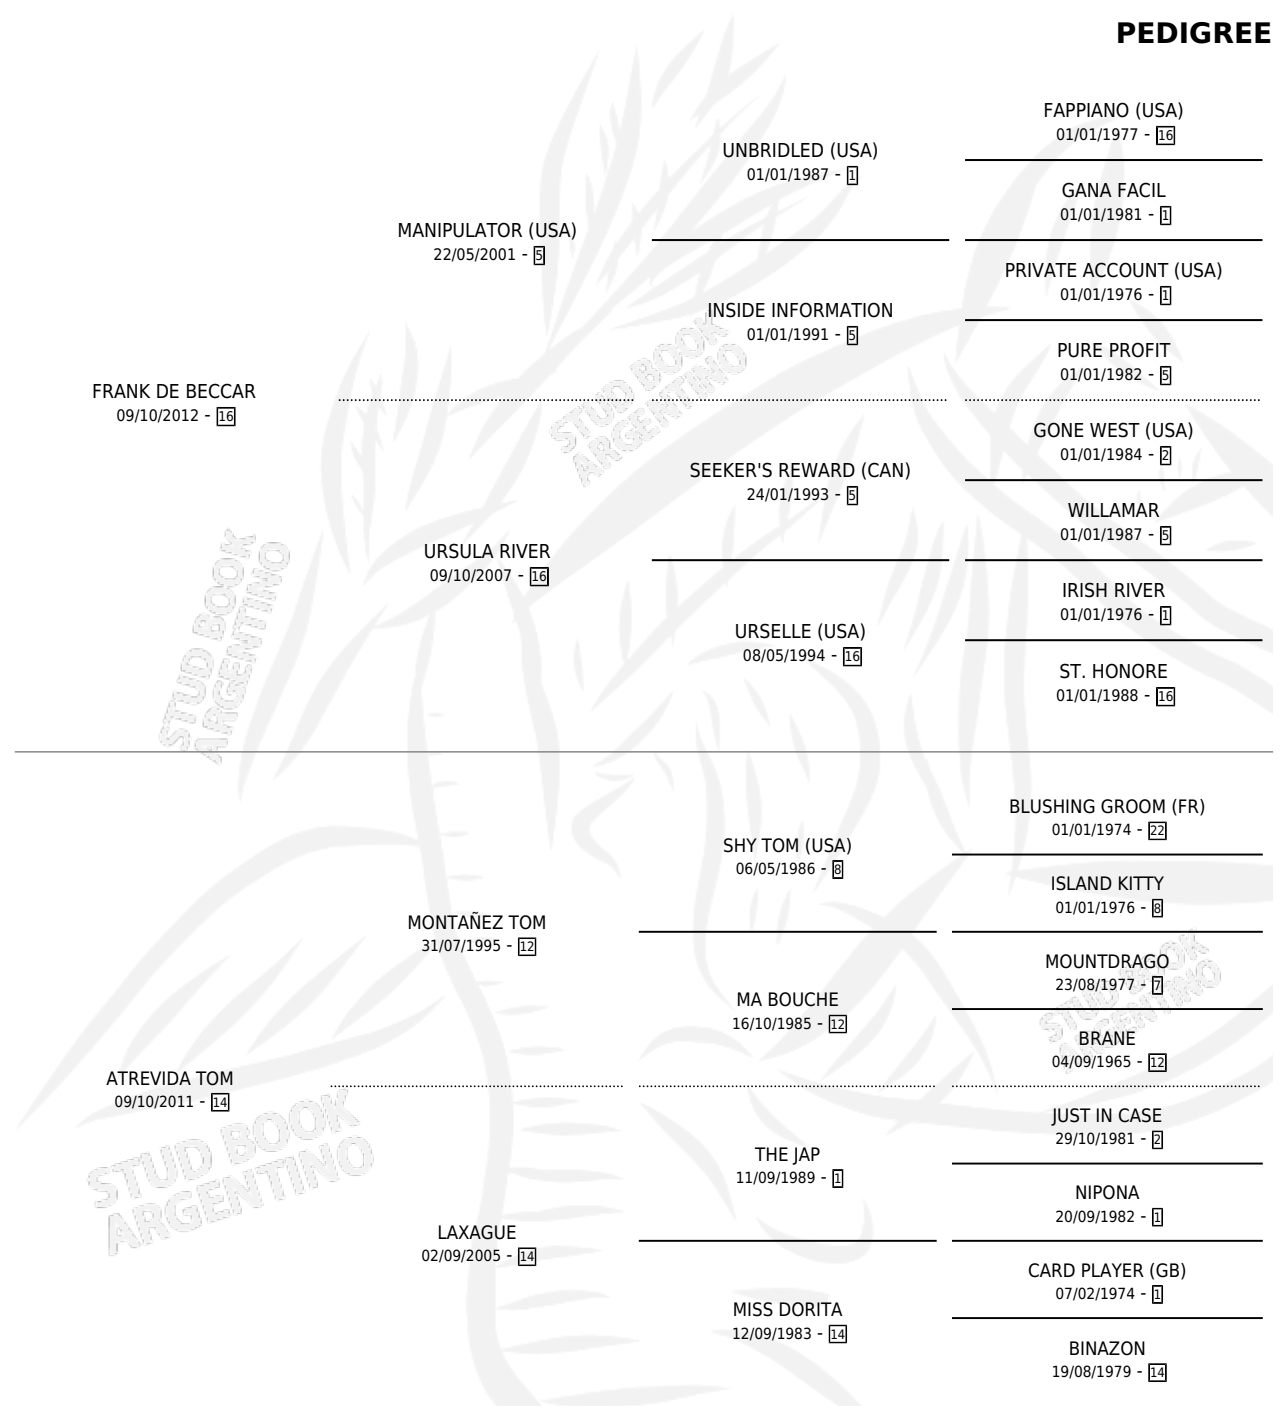 PEDIGREE
FAPPIANO (USA)
01/01/1977 - 16
UNBRIDLED (USA)
01/01/1987 - 1
GANA FACIL
01/01/1981 - 1
MANIPULATOR (USA)
22/05/2001 - 5
PRIVATE ACCOUNT (USA)
01/01/1976 - 1
INSIDE INFORMATION
01/01/1991 - 5
PURE PROFIT
01/01/1982 - 5
FRANK DE BECCAR
09/10/2012 - 16
STUD BOOK
ARGENTINO
GONE WEST (USA)
01/01/1984 - 2
SEEKER'S REWARD (CAN)
24/01/1993 - 5
WILLAMAR
01/01/1987 - 5
URSULA RIVER
09/10/2007 - 16
IRISH RIVER
01/01/1976 - 1
URSELLE (USA)
08/05/1994 - 16
ST. HONORE
01/01/1988 - 16
STUD BOOK
ARGENTINO
BLUSHING GROOM (FR)
01/01/1974 - 22
SHY TOM (USA)
06/05/1986 - 8
ISLAND KITTY
01/01/1976 - 8
MONTAÑEZ TOM
31/07/1995 - 12
MOUNTDRAGO
23/08/1977 - 7
MA BOUCHE
16/10/1985 - 12
BRANE
04/09/1965 - 12
STUD BOOK
ARGENTINO
ATREVIDA TOM
09/10/2011 - 14
JUST IN CASE
29/10/1981 - 2
THE JAP
11/09/1989 - 1
NIPONA
20/09/1982 - 1
STUD BOOK
ARGENTINO
LAXAGUE
02/09/2005 - 14
CARD PLAYER (GB)
07/02/1974 - 1
MISS DORITA
12/09/1983 - 14
BINAZON
19/08/1979 - 14